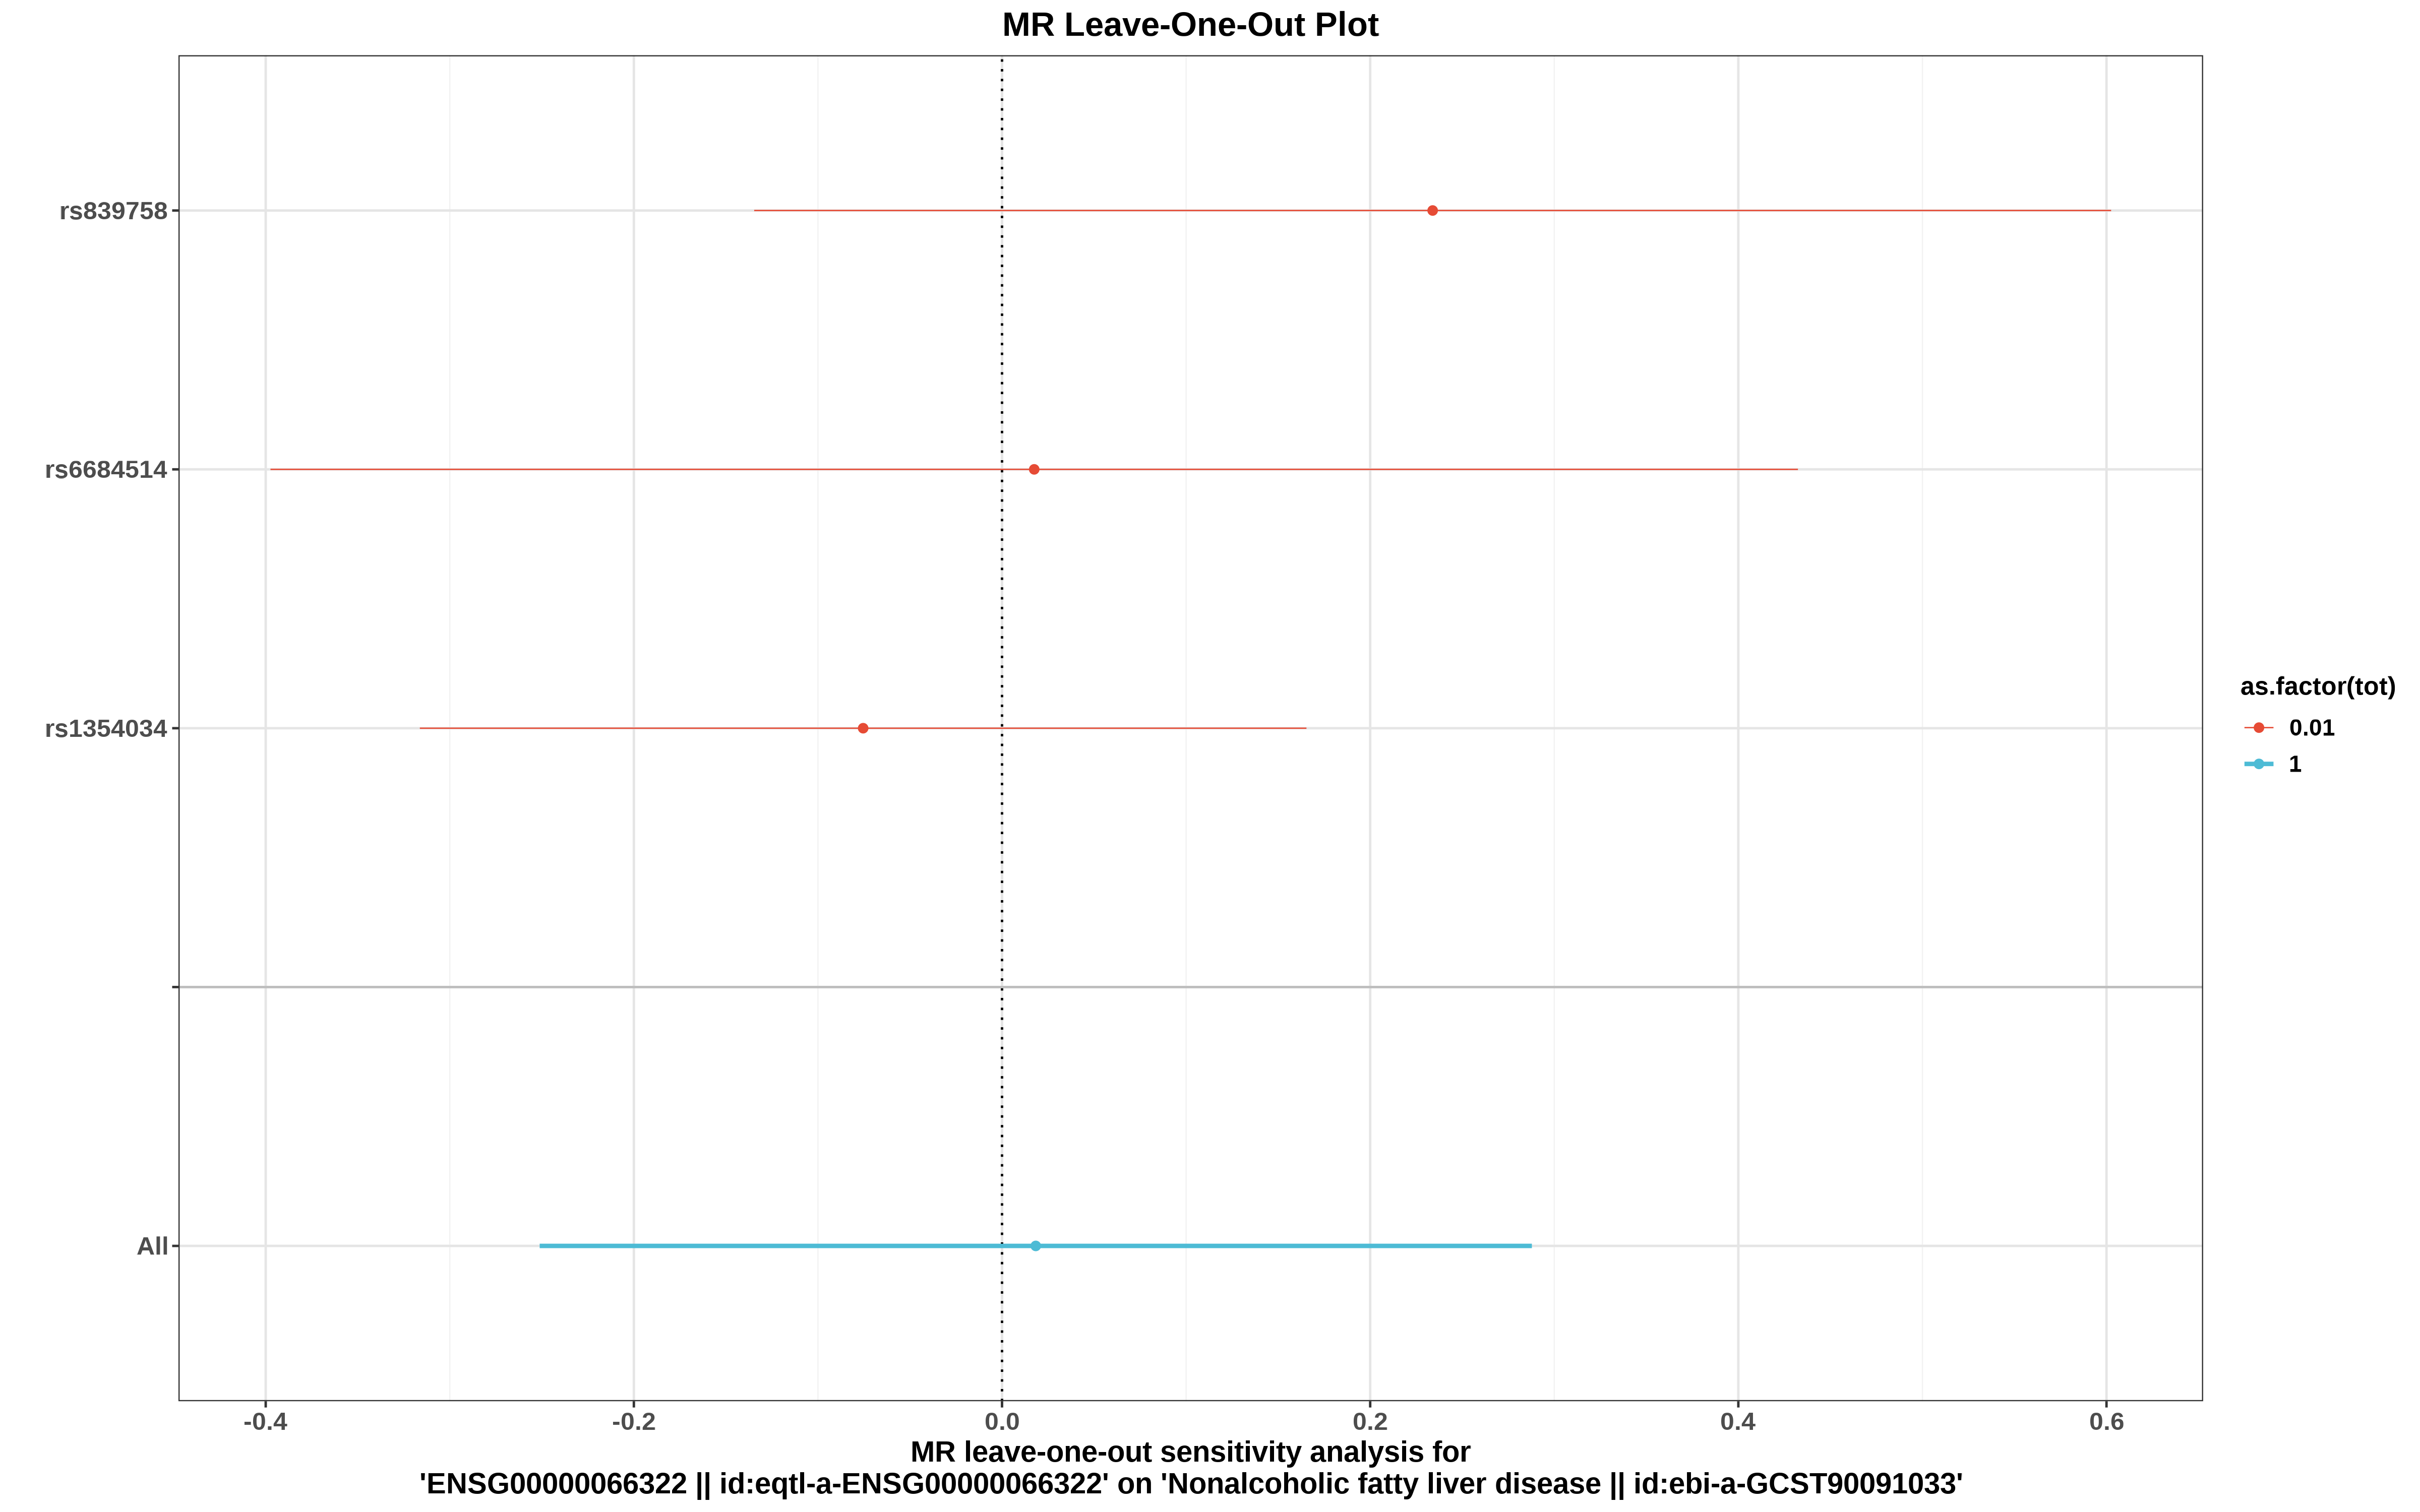 MR Leave-One-Out Plot
rs839758
rs6684514
rs1354034
All
as.factor(tot)
0.01
1
-0.4 -0.2 0.0 0.2 0.4 0.6
MR leave-one-out sensitivity analysis for
'ENSG00000066322 || id:eqtl-a-ENSG00000066322' on 'Nonalcoholic fatty liver disease || id:ebi-a-GCST90091033'